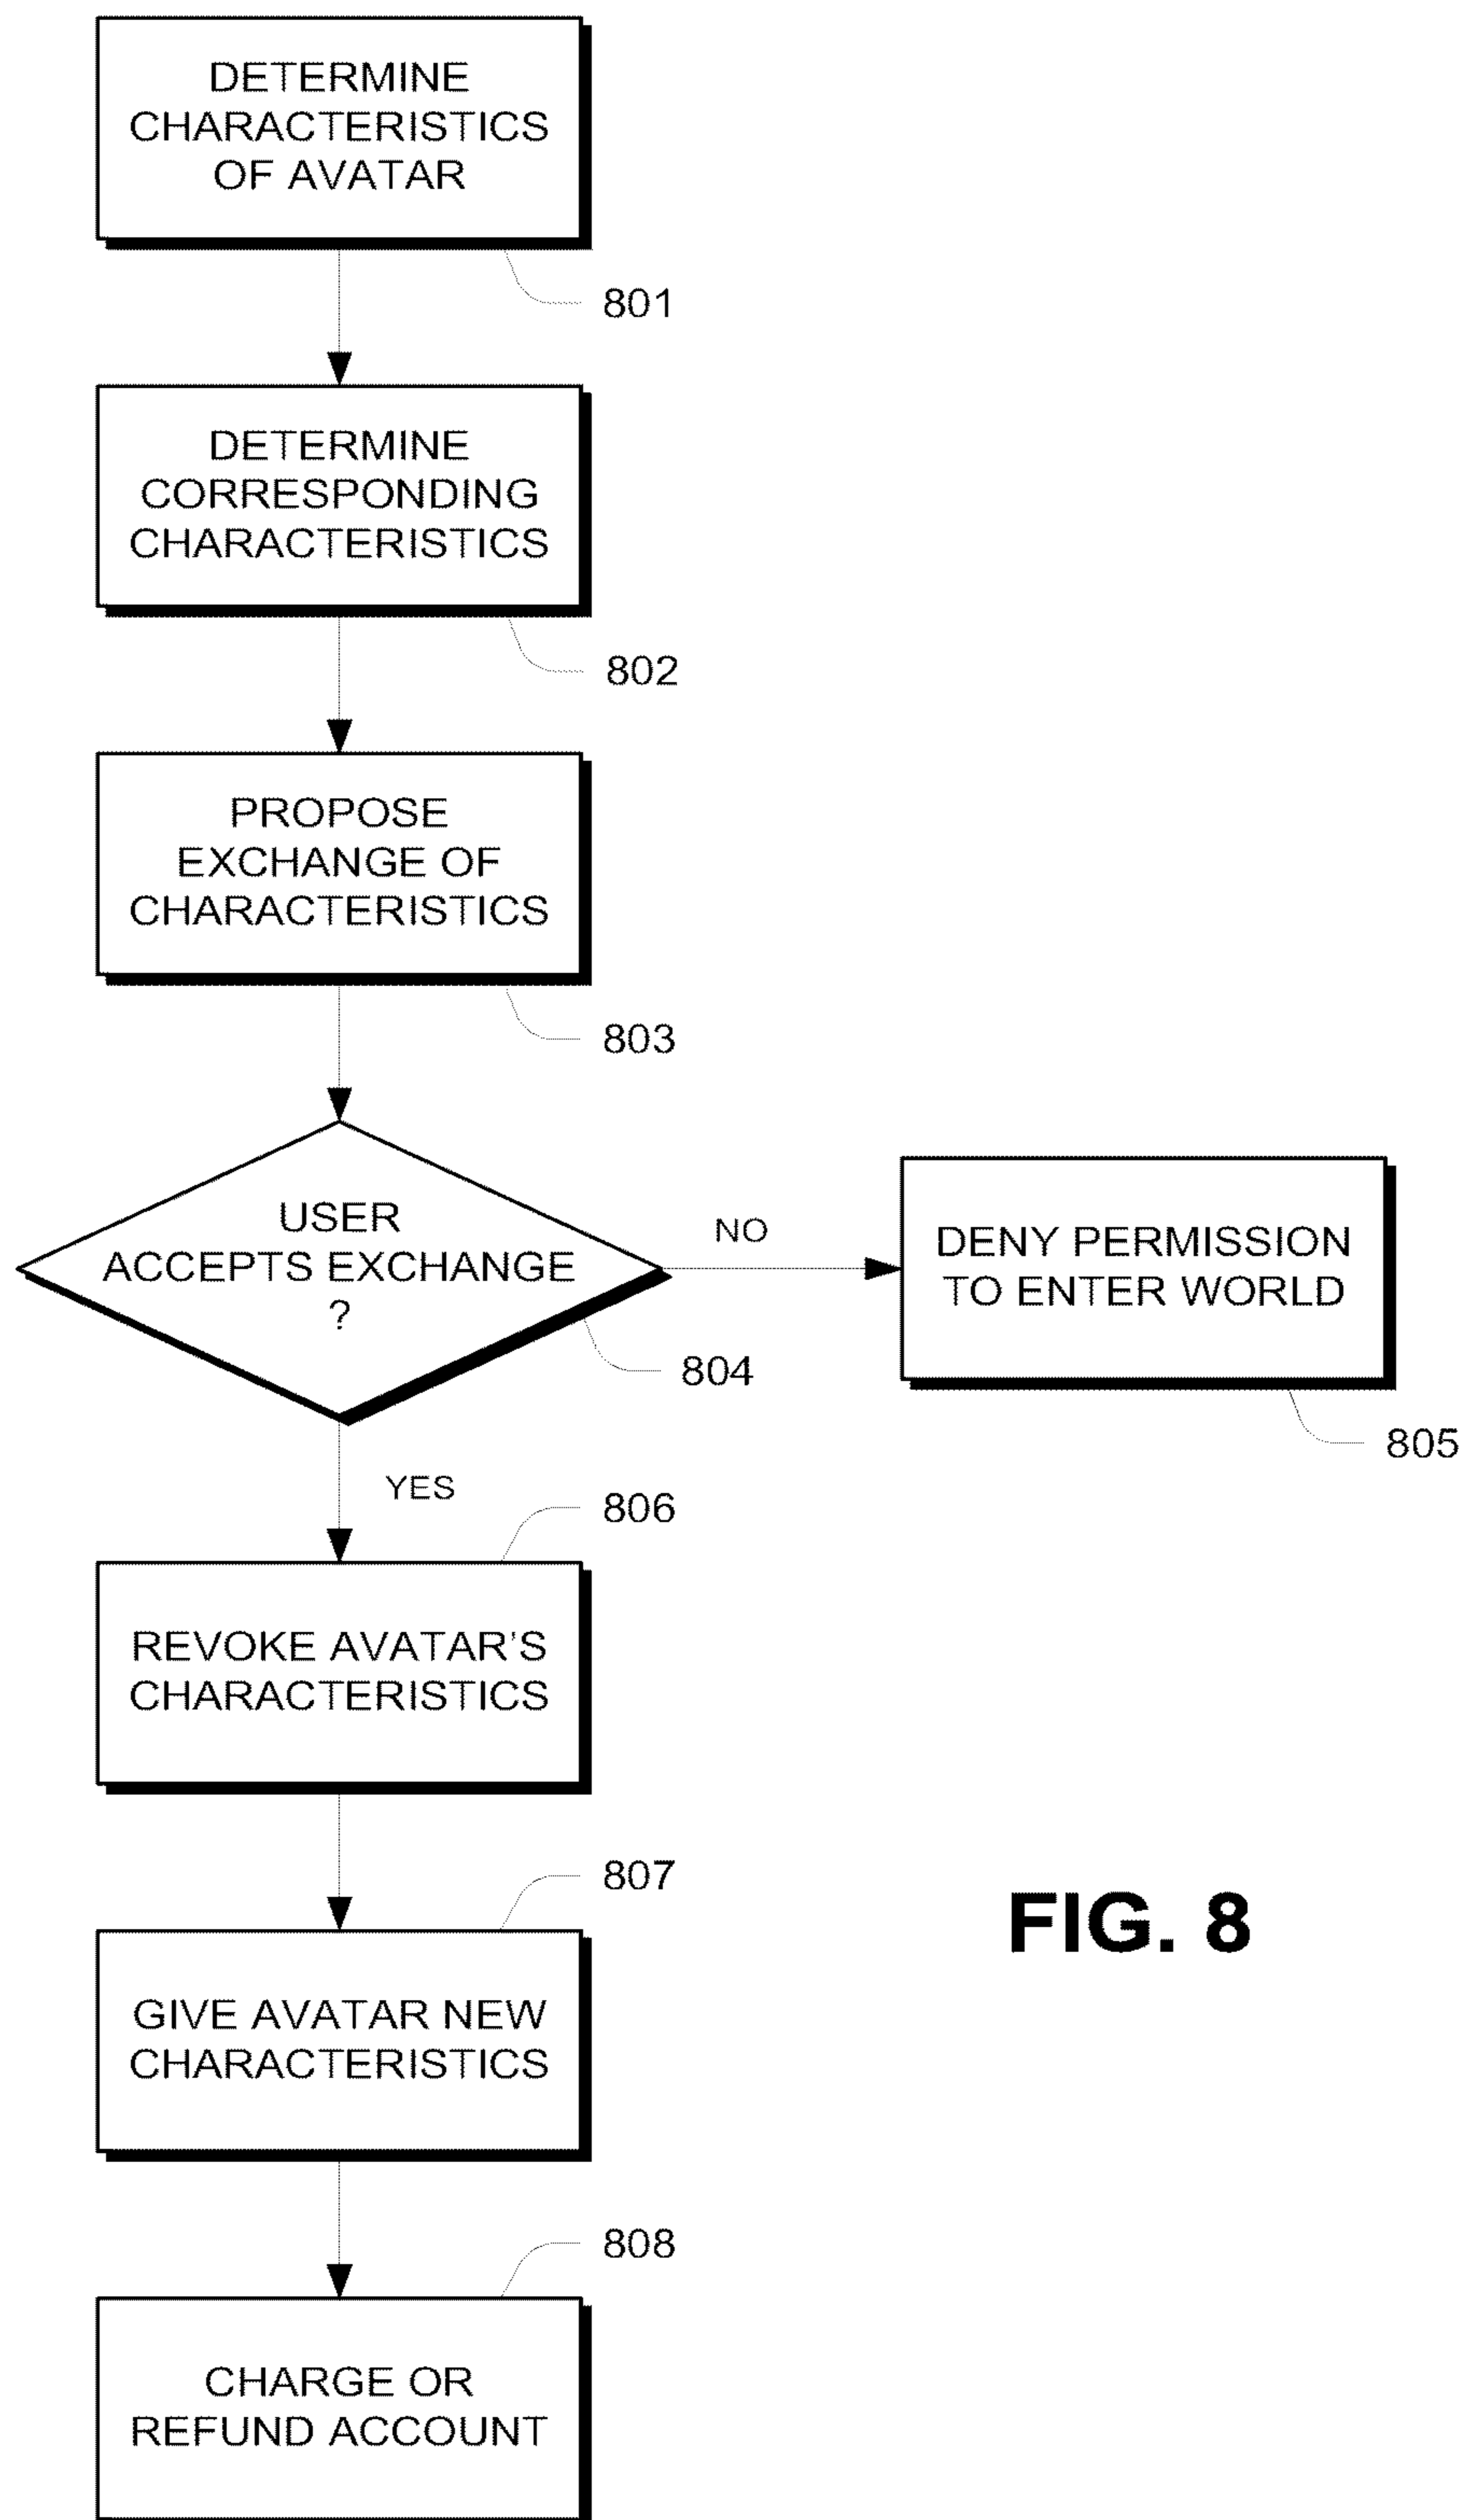 DETERMINE
CHARACTERISTICS
OF AVATAR
801
DETERMINE
CORRESPONDING
CHARACTERISTICS
802
PROPOSE
EXCHANGE OF
CHARACTERISTICS
803
USER
ACCEPTS EXCHANGE
?
804
NO
DENY PERMISSION
TO ENTER WORLD
805
YES
806
REVOKE AVATAR'S
CHARACTERISTICS
807
GIVE AVATAR NEW
CHARACTERISTICS
FIG. 8
808
CHARGE OR
REFUND ACCOUNT